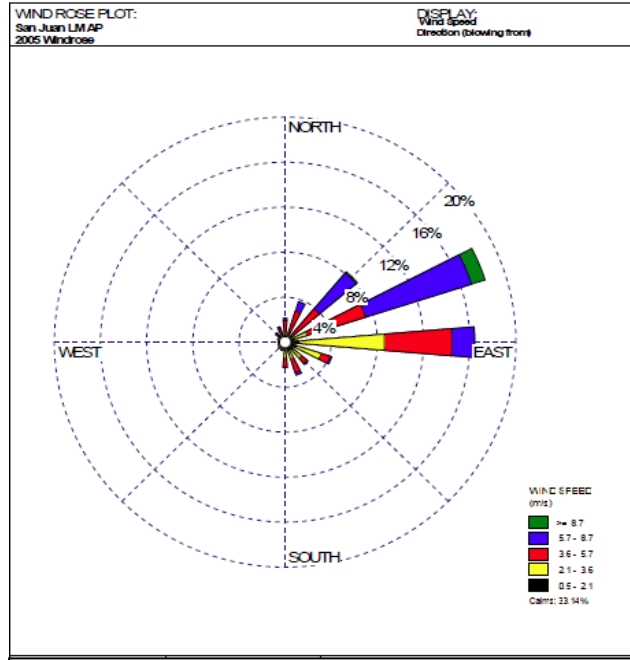 WIND ROSE PLOT:
San Juan LM AP
2005 Windrose
DISPLAY:
Wind Speed
Direction (blowing from)
NORTH
20%
16%
12%
8%
4%
WEST
EAST
SOUTH
WIND SPEED
(m/s)
>= 8.7
5.7 - 8.7
3.6 - 5.7
2.1 - 3.6
0.5 - 2.1
Calms: 33.14%